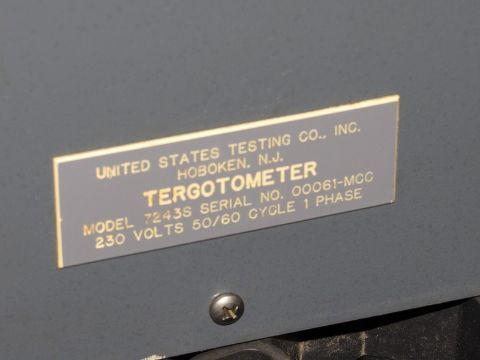 UNITED STATES TESTING CO., INC.
HOBOKEN, N.J.
TERGOTOMETER
MODEL 7243S SERIAL NO. 00061-MCC
230 VOLTS 50/60 CYCLE 1 PHASE